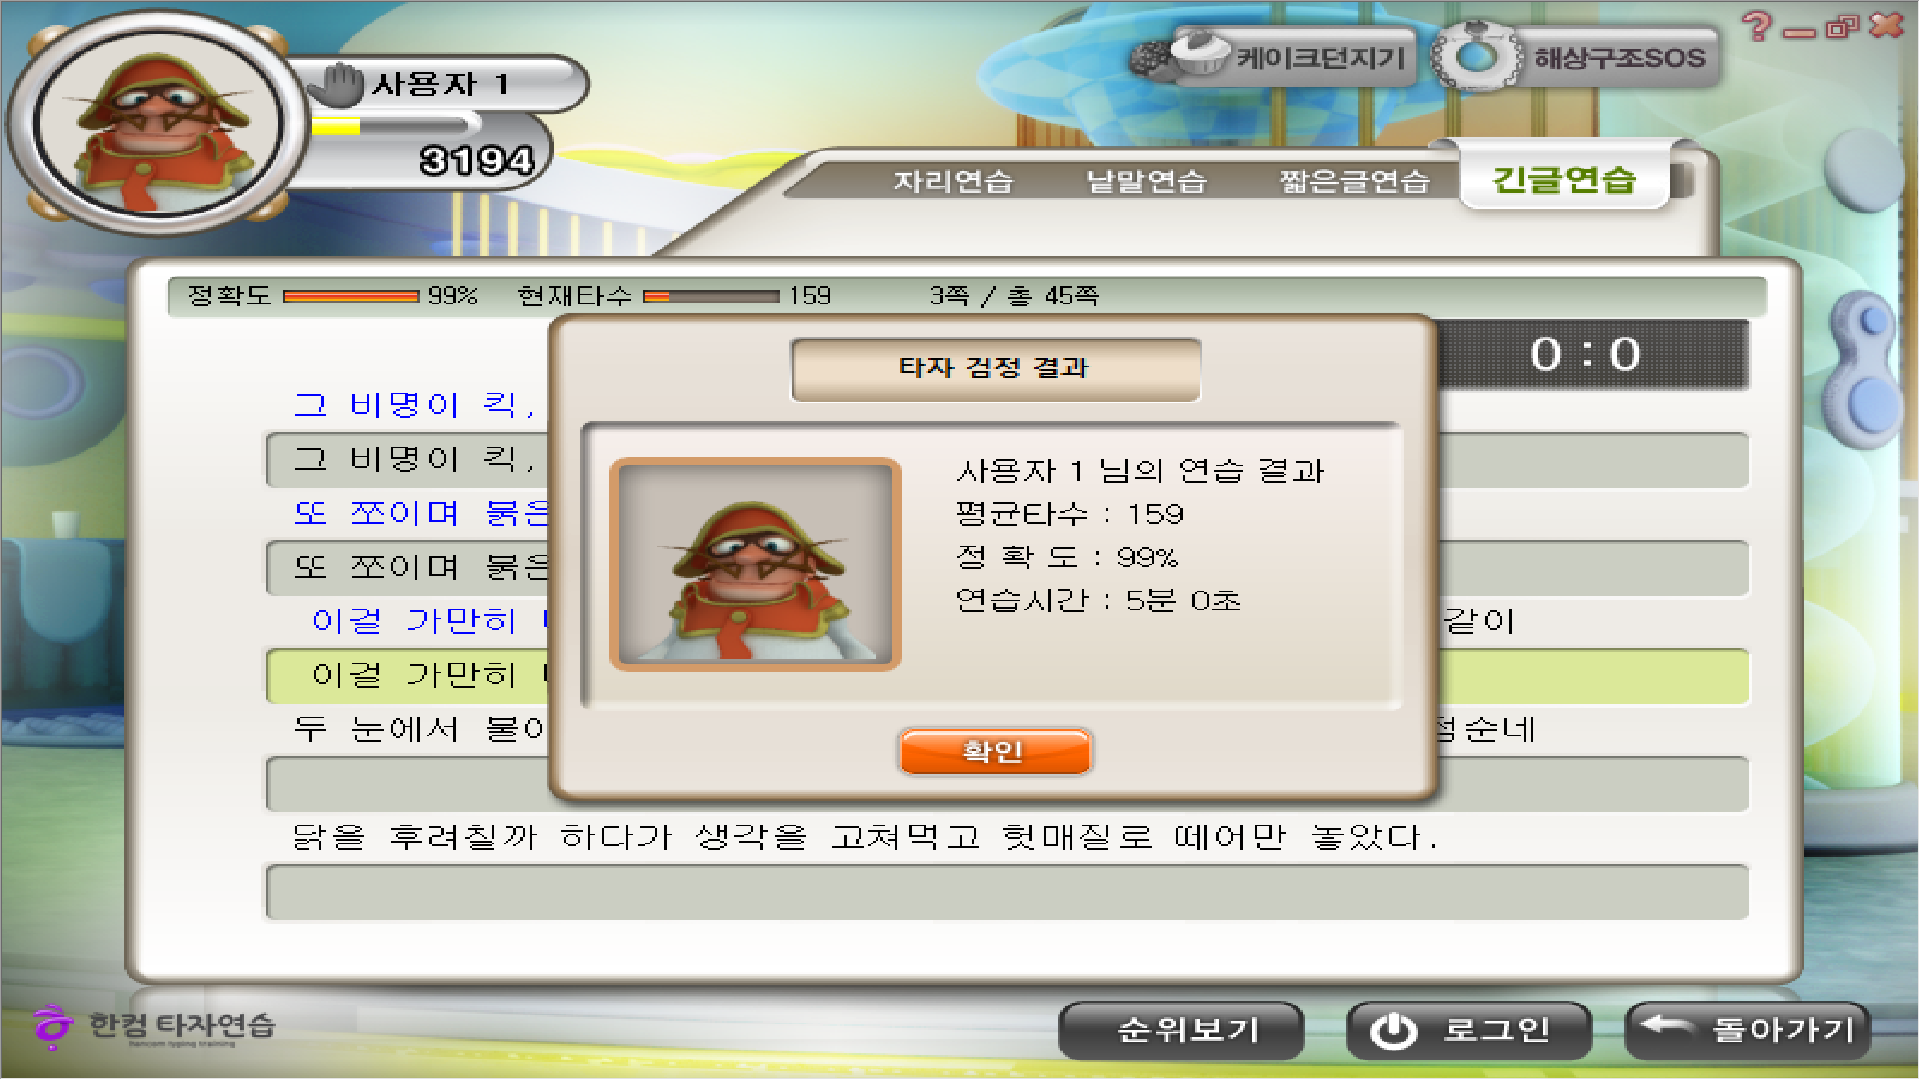 사용자 1
3194
케이크던지기
해상구조SOS
자리연습 낱말연습 짧은글연습 긴글연습
정확도 99% 현재타수 159 3쪽 / 총 45쪽
0 : 0
타자 검정 결과
사용자 1 님의 연습 결과
평균타수 : 159
정 확 도 : 99%
연습시간 : 5분 0초
확인
그 비명이 킥,
그 비명이 킥,
또 쪼이며 붉은
또 쪼이며 붉은
이걸 가만히 같이
이걸 가만히
두 눈에서 불이 점순네
닭을 후려칠까 하다가 생각을 고쳐먹고 헛매질로 떼어만 놓았다.
한컴 타자연습
hancom typing training
순위보기
로그인
돌아가기